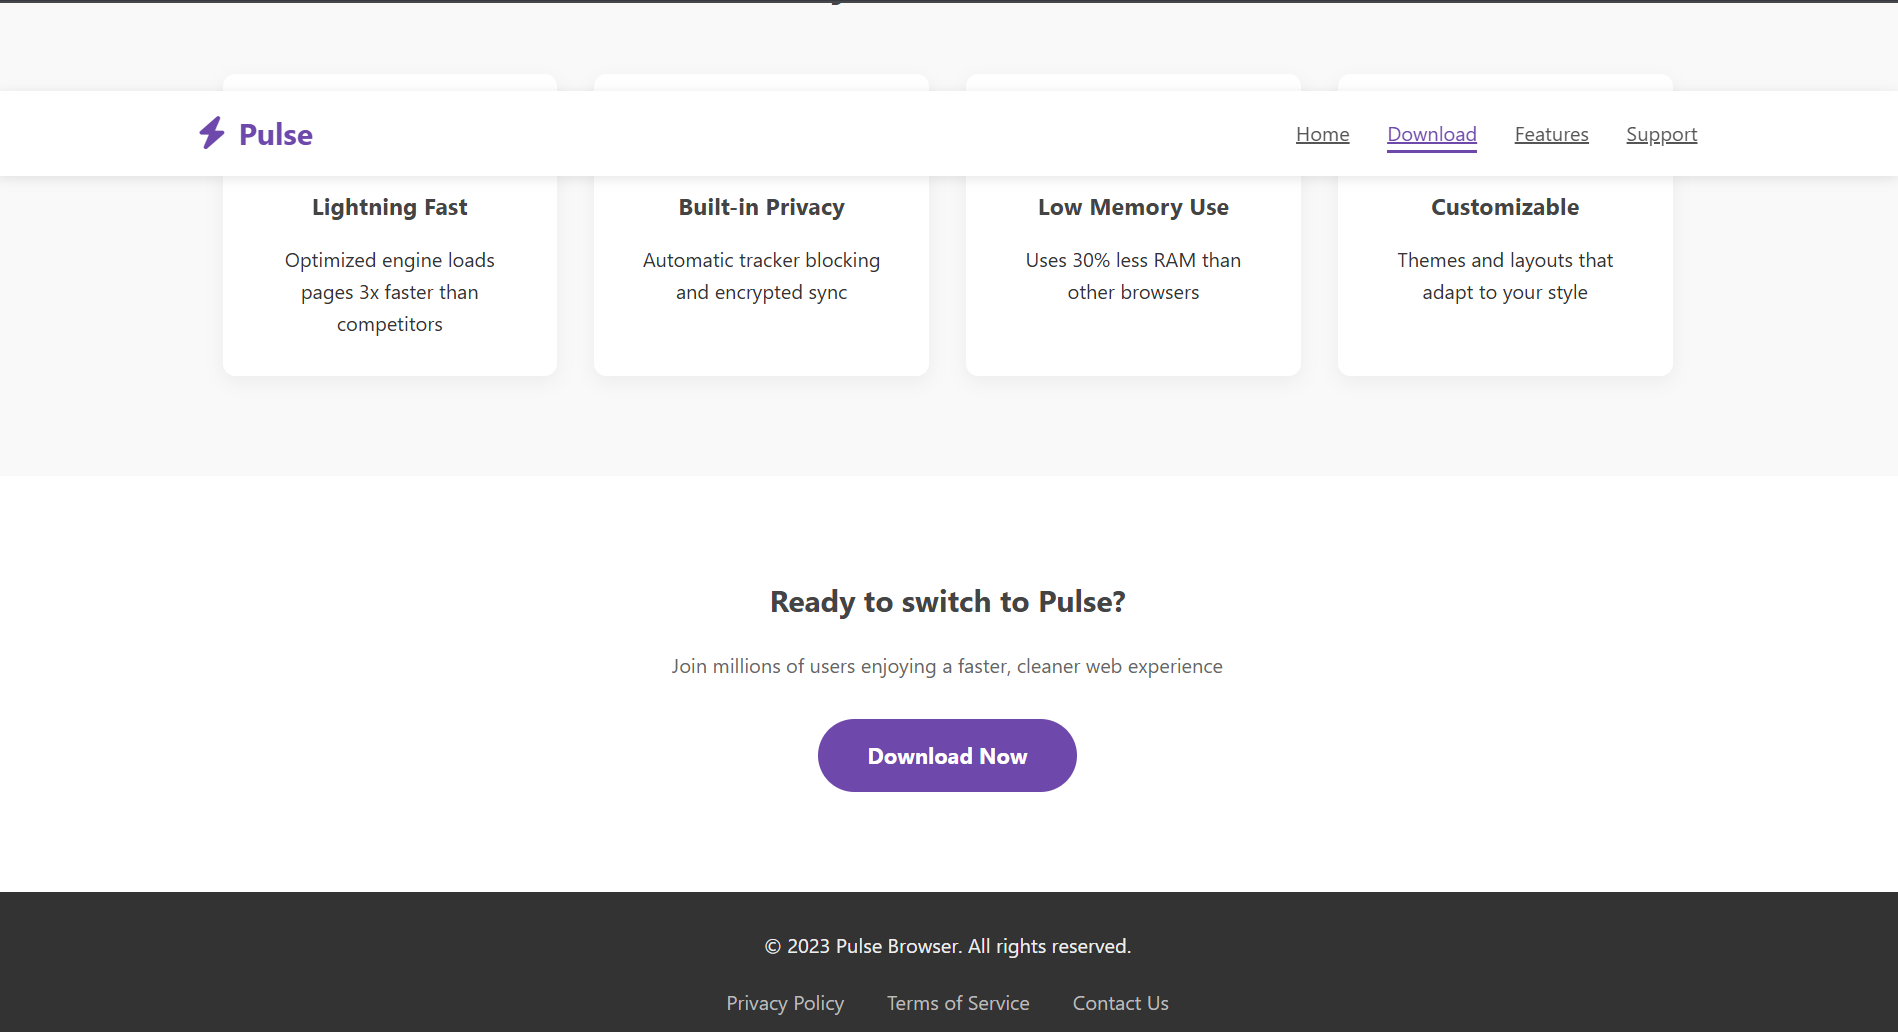 Pulse
Home Download Features Support
Lightning Fast
Optimized engine loads
pages 3x faster than
competitors
Built-in Privacy
Automatic tracker blocking
and encrypted sync
Low Memory Use
Uses 30% less RAM than
other browsers
Customizable
Themes and layouts that
adapt to your style
Ready to switch to Pulse?
Join millions of users enjoying a faster, cleaner web experience
Download Now
© 2023 Pulse Browser. All rights reserved.
Privacy Policy Terms of Service Contact Us